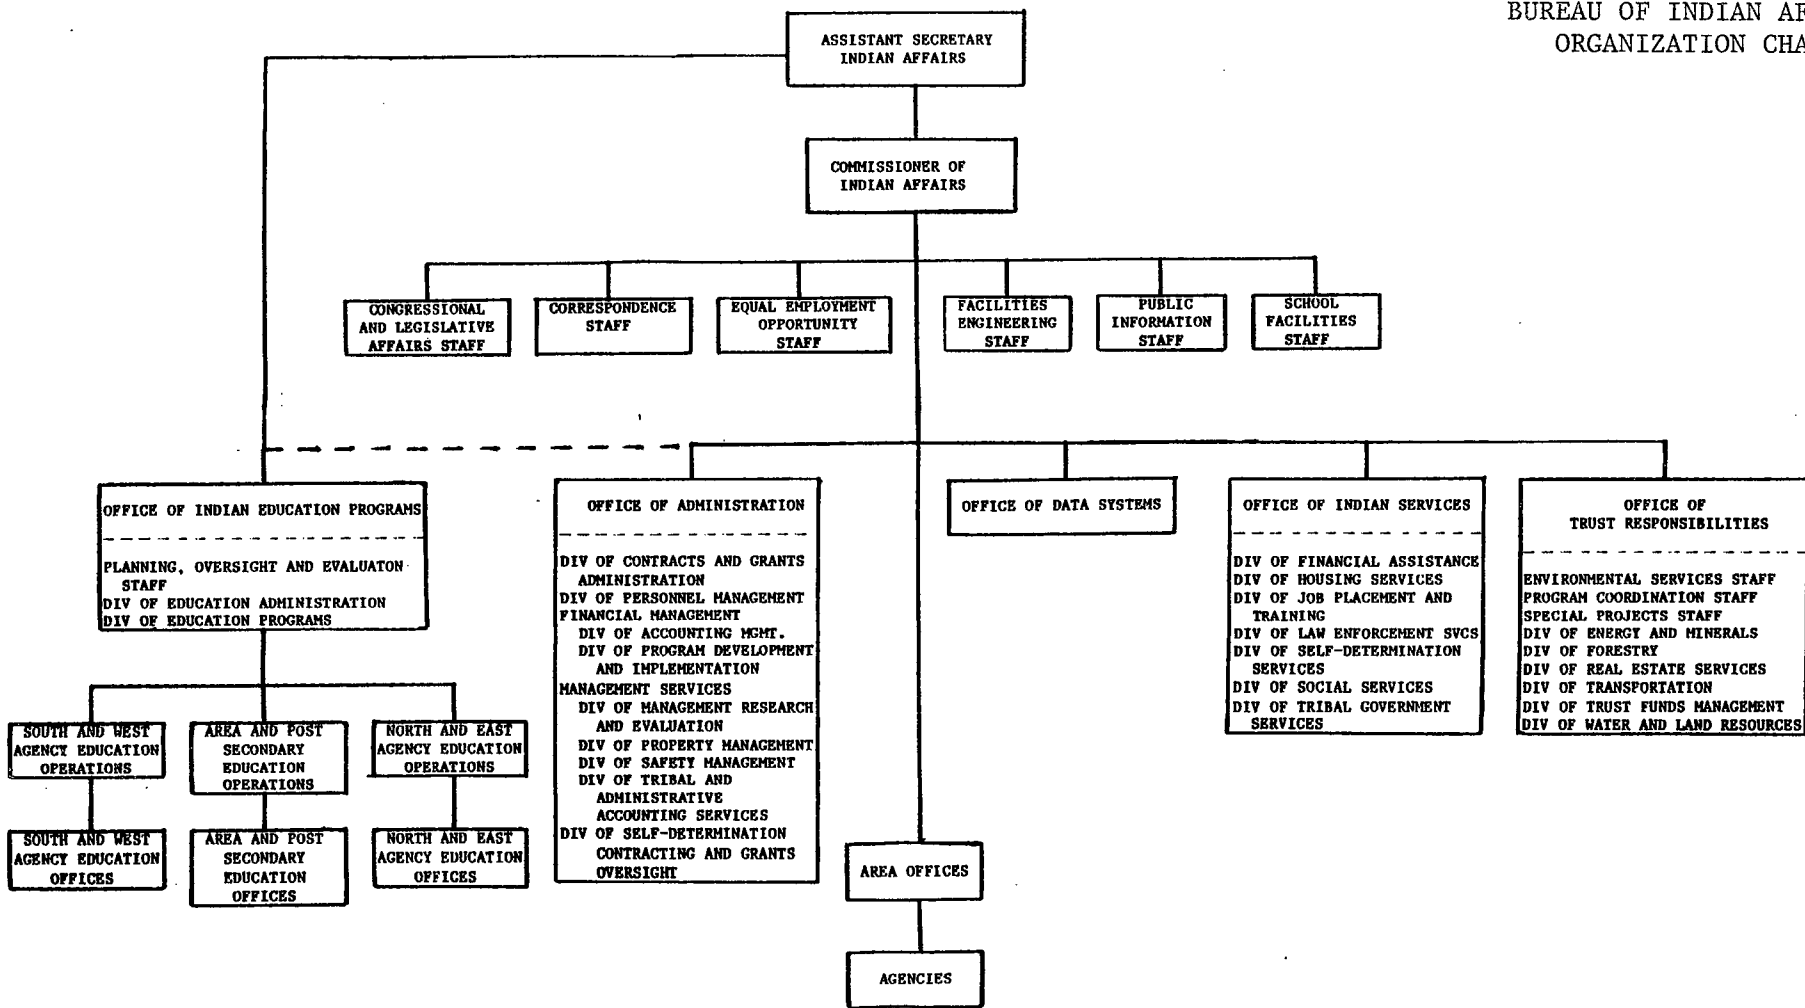 BUREAU OF INDIAN AF
ORGANIZATION CHA
ASSISTANT SECRETARY
INDIAN AFFAIRS
COMMISSIONER OF
INDIAN AFFAIRS
CONGRESSIONAL
AND LEGISLATIVE
AFFAIRS STAFF
CORRESPONDENCE
STAFF
EQUAL EMPLOYMENT
OPPORTUNITY
STAFF
FACILITIES
ENGINEERING
STAFF
PUBLIC
INFORMATION
STAFF
SCHOOL
FACILITIES
STAFF
OFFICE OF INDIAN EDUCATION PROGRAMS
PLANNING, OVERSIGHT AND EVALUATON
STAFF
DIV OF EDUCATION ADMINISTRATION
DIV OF EDUCATION PROGRAMS
OFFICE OF ADMINISTRATION
DIV OF CONTRACTS AND GRANTS
ADMINISTRATION
DIV OF PERSONNEL MANAGEMENT
FINANCIAL MANAGEMENT
DIV OF ACCOUNTING MGMT.
DIV OF PROGRAM DEVELOPMENT
AND IMPLEMENTATION
MANAGEMENT SERVICES
DIV OF MANAGEMENT RESEARCH
AND EVALUATION
DIV OF PROPERTY MANAGEMENT
DIV OF SAFETY MANAGEMENT
DIV OF TRIBAL AND
ADMINISTRATIVE
ACCOUNTING SERVICES
DIV OF SELF-DETERMINATION
CONTRACTING AND GRANTS
OVERSIGHT
OFFICE OF DATA SYSTEMS
OFFICE OF INDIAN SERVICES
DIV OF FINANCIAL ASSISTANCE
DIV OF HOUSING SERVICES
DIV OF JOB PLACEMENT AND
TRAINING
DIV OF LAW ENFORCEMENT SVCS
DIV OF SELF-DETERMINATION
SERVICES
DIV OF SOCIAL SERVICES
DIV OF TRIBAL GOVERNMENT
SERVICES
OFFICE OF
TRUST RESPONSIBILITIES
ENVIRONMENTAL SERVICES STAFF
PROGRAM COORDINATION STAFF
SPECIAL PROJECTS STAFF
DIV OF ENERGY AND MINERALS
DIV OF FORESTRY
DIV OF REAL ESTATE SERVICES
DIV OF TRANSPORTATION
DIV OF TRUST FUNDS MANAGEMENT
DIV OF WATER AND LAND RESOURCES
SOUTH AND WEST
AGENCY EDUCATION
OPERATIONS
AREA AND POST
SECONDARY
EDUCATION
OPERATIONS
NORTH AND EAST
AGENCY EDUCATION
OPERATIONS
SOUTH AND WEST
AGENCY EDUCATION
OFFICES
AREA AND POST
SECONDARY
EDUCATION
OFFICES
NORTH AND EAST
AGENCY EDUCATION
OFFICES
AREA OFFICES
AGENCIES